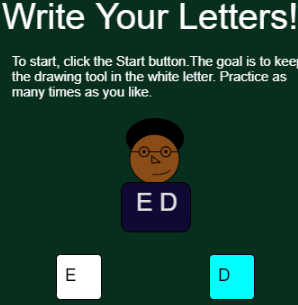 Write Your Letters!
To start, click the Start button.The goal is to keep
the drawing tool in the white letter. Practice as
many times as you like.
E D
E
D